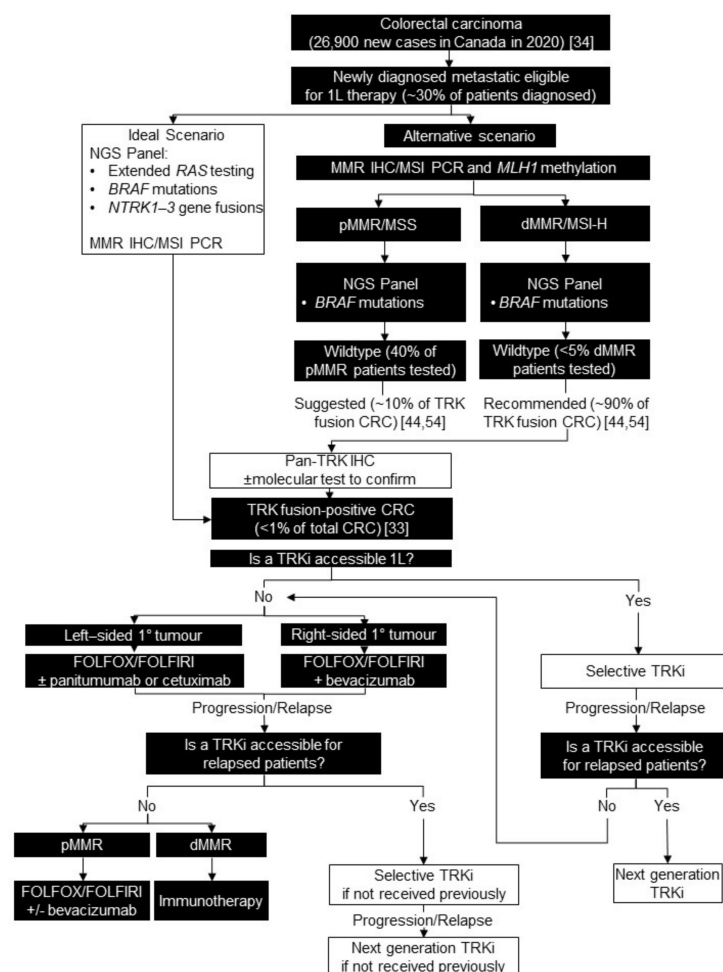 Colorectal carcinoma
(26,900 new cases in Canada in 2020) [34]
Newly diagnosed metastatic eligible
for 1L therapy (~30% of patients diagnosed)
Ideal Scenario
NGS Panel:
• Extended RAS testing
• BRAF mutations
• NTRK1–3 gene fusions
MMR IHC/MSI PCR
Alternative scenario
MMR IHC/MSI PCR and MLH1 methylation
pMMR/MSS
dMMR/MSI-H
NGS Panel
• BRAF mutations
NGS Panel
• BRAF mutations
Wildtype (40% of
pMMR patients tested)
Wildtype (<5% dMMR
patients tested)
Suggested (~10% of TRK
fusion CRC) [44,54]
Recommended (~90% of
TRK fusion CRC) [44,54]
Pan-TRK IHC
±molecular test to confirm
TRK fusion-positive CRC
(<1% of total CRC) [33]
Is a TRKi accessible 1L?
No
Yes
Left–sided 1° tumour
Right-sided 1° tumour
FOLFOX/FOLFIRI
± panitumumab or cetuximab
FOLFOX/FOLFIRI
+ bevacizumab
Selective TRKi
Progression/Relapse
Progression/Relapse
Is a TRKi accessible for
relapsed patients?
Is a TRKi accessible
for relapsed patients?
No
Yes
No
Yes
pMMR
dMMR
FOLFOX/FOLFIRI
+/- bevacizumab
Immunotherapy
Selective TRKi
if not received previously
Next generation
TRKi
Progression/Relapse
Next generation TRKi
if not received previously